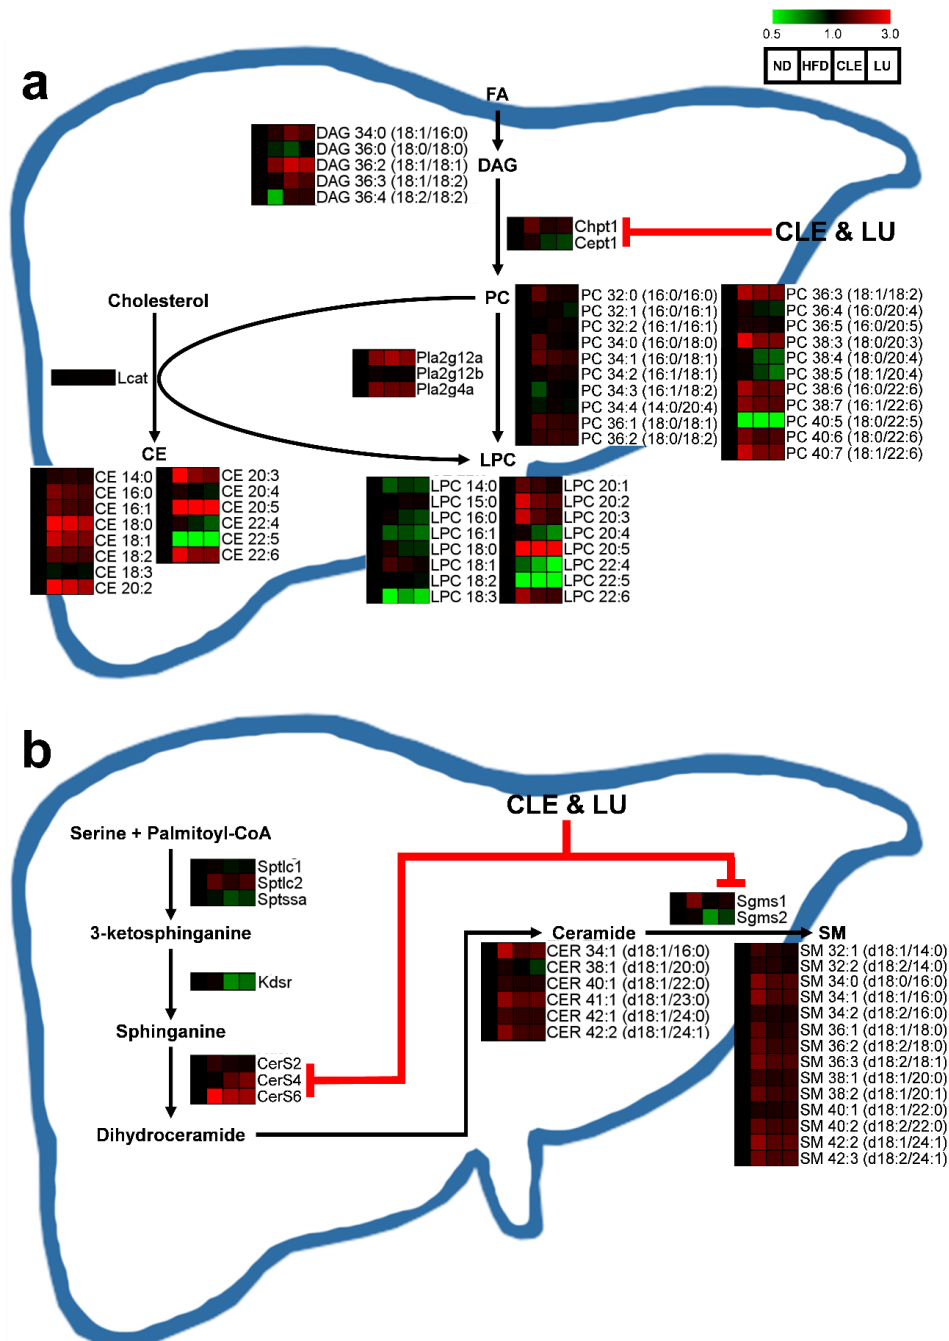 0.5 1.0 3.0
ND HFD CLE LU
a
FA
DAG 34:0 (18:1/16:0)
DAG 36:0 (18:0/18:0)
DAG 36:2 (18:1/18:1)
DAG 36:3 (18:1/18:2)
DAG 36:4 (18:2/18:2)
DAG
Chpt1
Cept1
CLE & LU
Cholesterol
PC
PC 32:0 (16:0/16:0)
PC 32:1 (16:0/16:1)
PC 32:2 (16:1/16:1)
PC 34:0 (16:0/18:0)
PC 34:1 (16:0/18:1)
PC 34:2 (16:1/18:1)
PC 34:3 (16:1/18:2)
PC 34:4 (14:0/20:4)
PC 36:1 (18:0/18:1)
PC 36:2 (18:0/18:2)
PC 36:3 (18:1/18:2)
PC 36:4 (16:0/20:4)
PC 36:5 (16:0/20:5)
PC 38:3 (18:0/20:3)
PC 38:4 (18:0/20:4)
PC 38:5 (18:1/20:4)
PC 38:6 (16:0/22:6)
PC 38:7 (16:1/22:6)
PC 40:5 (18:0/22:5)
PC 40:6 (18:0/22:6)
PC 40:7 (18:1/22:6)
Lcat
Pla2g12a
Pla2g12b
Pla2g4a
CE
LPC
CE 14:0
CE 16:0
CE 16:1
CE 18:0
CE 18:1
CE 18:2
CE 18:3
CE 20:2
CE 20:3
CE 20:4
CE 20:5
CE 22:4
CE 22:5
CE 22:6
LPC 14:0
LPC 15:0
LPC 16:0
LPC 16:1
LPC 18:0
LPC 18:1
LPC 18:2
LPC 18:3
LPC 20:1
LPC 20:2
LPC 20:3
LPC 20:4
LPC 20:5
LPC 22:4
LPC 22:5
LPC 22:6
b
CLE & LU
Serine + Palmitoyl-CoA
Sptlc1
Sptlc2
Sptssa
3-ketosphinganine
Kdsr
Sphinganine
CerS2
CerS4
CerS6
Dihydroceramide
Sgms1
Sgms2
Ceramide
SM
CER 34:1 (d18:1/16:0)
CER 38:1 (d18:1/20:0)
CER 40:1 (d18:1/22:0)
CER 41:1 (d18:1/23:0)
CER 42:1 (d18:1/24:0)
CER 42:2 (d18:1/24:1)
SM 32:1 (d18:1/14:0)
SM 32:2 (d18:2/14:0)
SM 34:0 (d18:0/16:0)
SM 34:1 (d18:1/16:0)
SM 34:2 (d18:2/16:0)
SM 36:1 (d18:1/18:0)
SM 36:2 (d18:2/18:0)
SM 36:3 (d18:2/18:1)
SM 38:1 (d18:1/20:0)
SM 38:2 (d18:1/20:1)
SM 40:1 (d18:1/22:0)
SM 40:2 (d18:2/22:0)
SM 42:2 (d18:1/24:1)
SM 42:3 (d18:2/24:1)